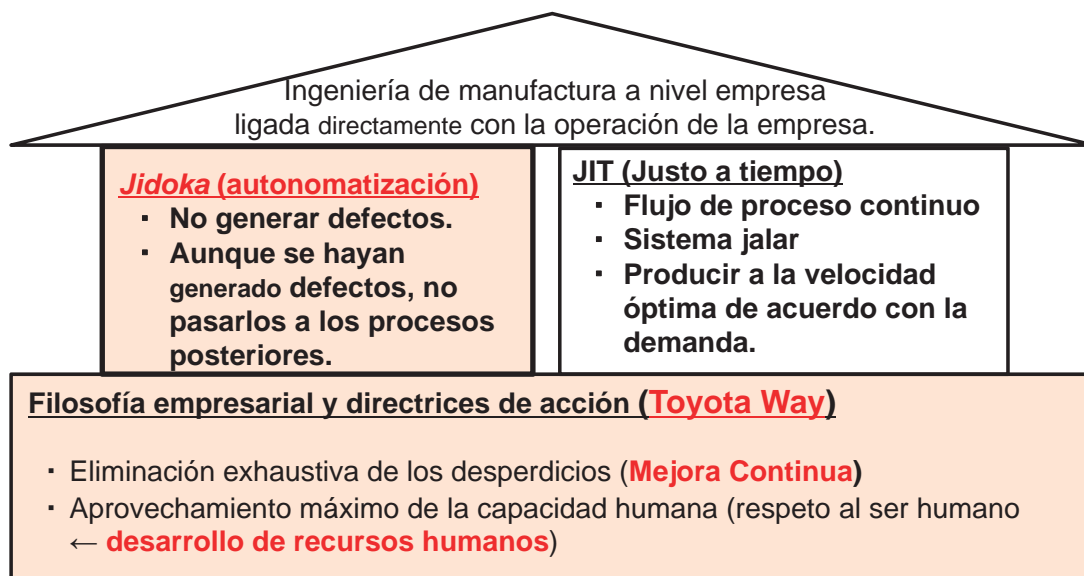 Ingeniería de manufactura a nivel empresa
ligada directamente con la operación de la empresa.
Jidoka (autonomatización)
・ No generar defectos.
・ Aunque se hayan
generado defectos, no
pasarlos a los procesos
posteriores.
JIT (Justo a tiempo)
・ Flujo de proceso continuo
・ Sistema jalar
・ Producir a la velocidad
óptima de acuerdo con la
demanda.
Filosofía empresarial y directrices de acción (Toyota Way)
・ Eliminación exhaustiva de los desperdicios (Mejora Continua)
・ Aprovechamiento máximo de la capacidad humana (respeto al ser humano
← desarrollo de recursos humanos)